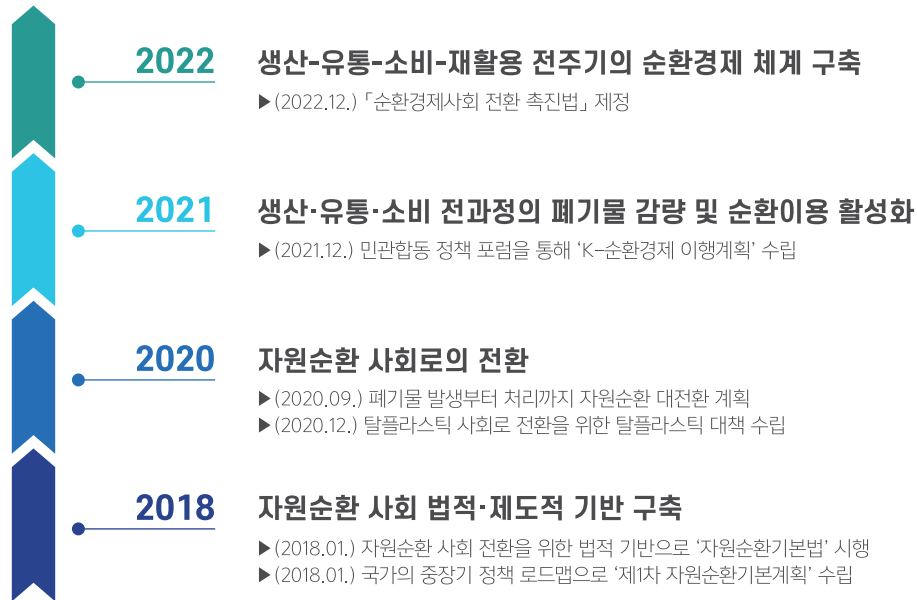 2022 생산-유통-소비-재활용 전주기의 순환경제 체계 구축
▶(2022.12.) 「순환경제사회 전환 촉진법」 제정
2021 생산·유통·소비 전과정의 폐기물 감량 및 순환이용 활성화
▶(2021.12.) 민관합동 정책 포럼을 통해 ‘K-순환경제 이행계획’ 수립
2020 자원순환 사회로의 전환
▶(2020.09.) 폐기물 발생부터 처리까지 자원순환 대전환 계획
▶(2020.12.) 탈플라스틱 사회로 전환을 위한 탈플라스틱 대책 수립
2018 자원순환 사회 법적·제도적 기반 구축
▶(2018.01.) 자원순환 사회 전환을 위한 법적 기반으로 ‘자원순환기본법’ 시행
▶(2018.01.) 국가의 중장기 정책 로드맵으로 ‘제1차 자원순환기본계획’ 수립